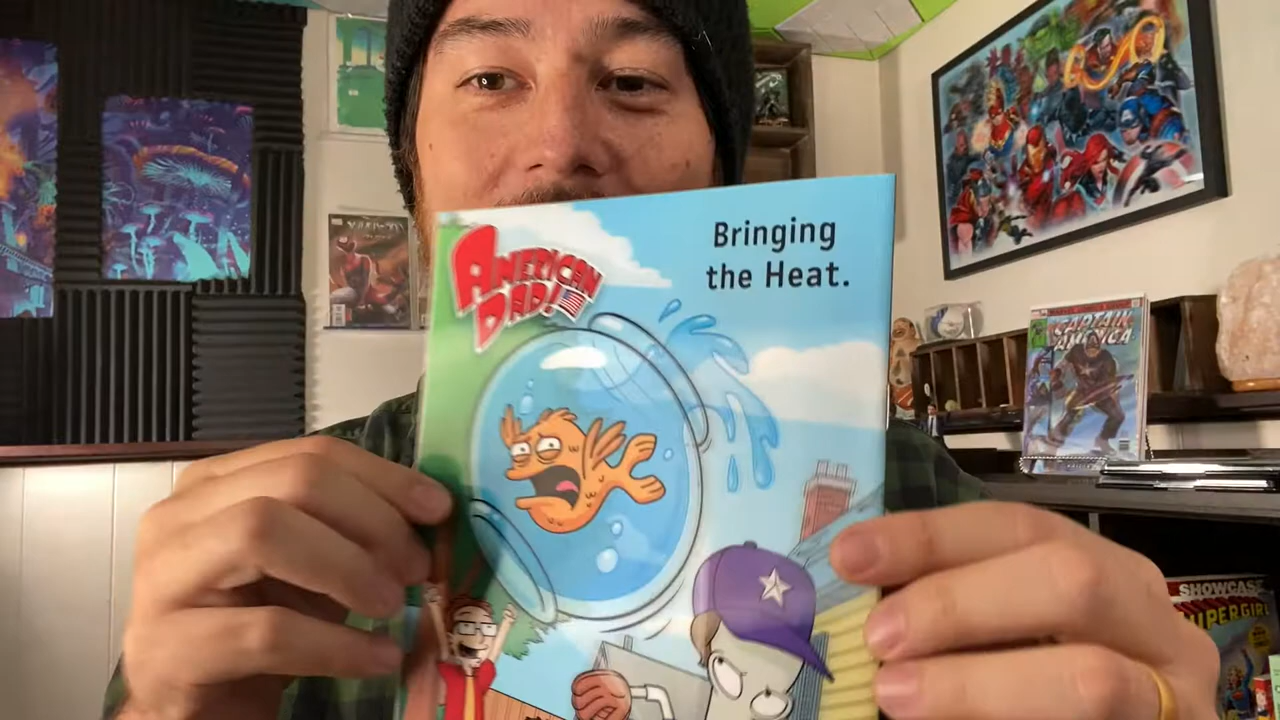 AMERICAN
DAD!
Bringing
the Heat.
CAPTAIN
AMERICA
SHOWCASE
SUPERGIRL